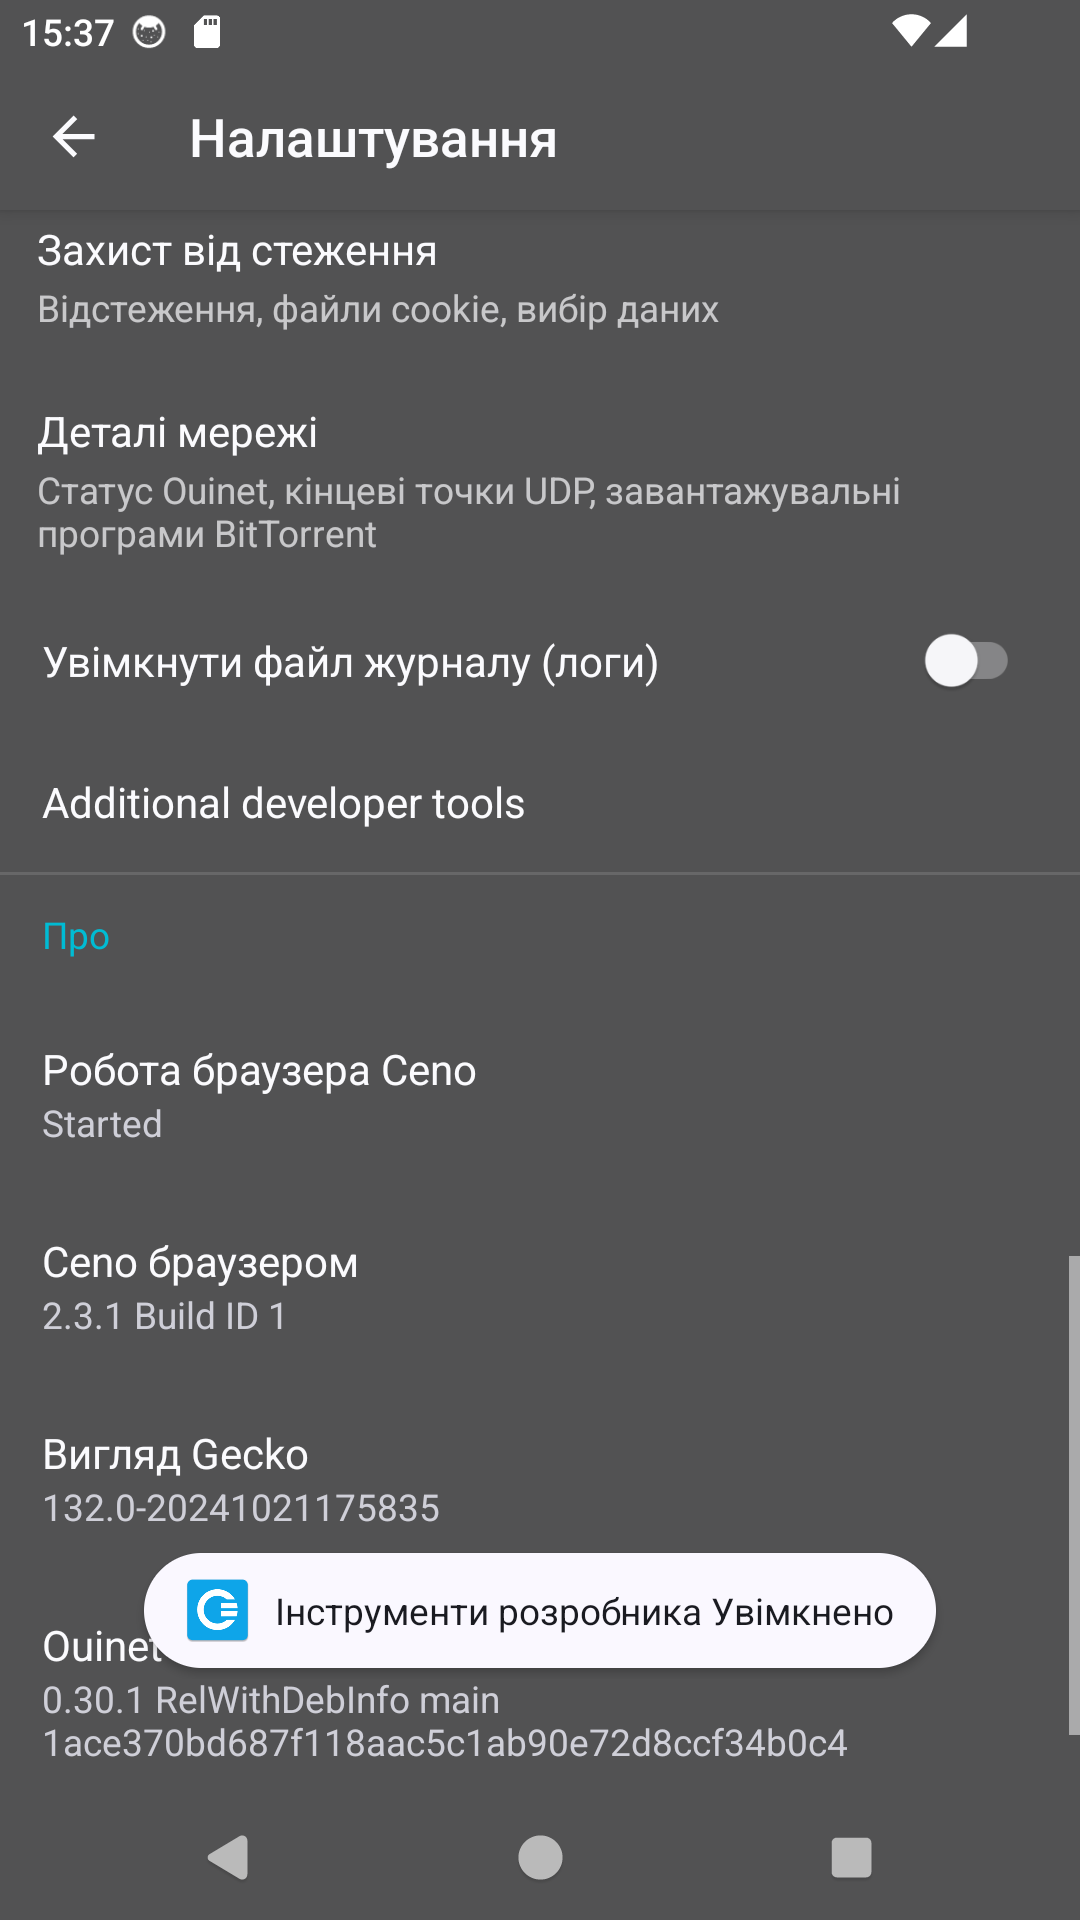 15:37
Налаштування
Захист від стеження
Відстеження, файли cookie, вибір даних
Деталі мережі
Статус Ouinet, кінцеві точки UDP, завантажувальні
програми BitTorrent
Увімкнути файл журналу (логи)
Additional developer tools
Про
Робота браузера Ceno
Started
Ceno браузером
2.3.1 Build ID 1
Вигляд Gecko
132.0-20241021175835
Інструменти розробника Увімкнено
Ouinet
0.30.1 RelWithDebInfo main
1ace370bd687f118aac5c1ab90e72d8ccf34b0c4